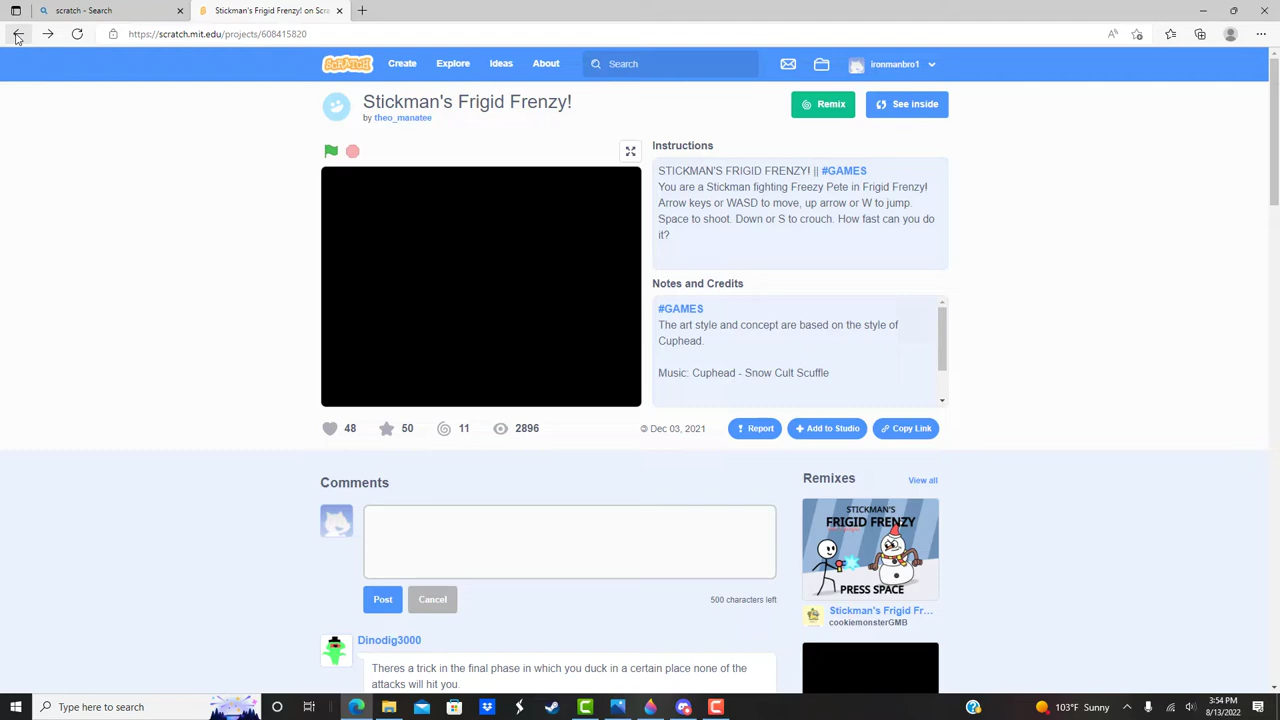 scratch - Search
Stickman's Frigid Frenzy! on Scr
https://scratch.mit.edu/projects/608415820
SCRATCH
Create
Explore
Ideas
About
Search
ironmanbro1
Stickman's Frigid Frenzy!
by theo_manatee
Remix
See inside
Instructions
STICKMAN'S FRIGID FRENZY! || #GAMES
You are a Stickman fighting Freezy Pete in Frigid Frenzy!
Arrow keys or WASD to move, up arrow or W to jump.
Space to shoot. Down or S to crouch. How fast can you do
it?
Notes and Credits
#GAMES
The art style and concept are based on the style of
Cuphead.
Music: Cuphead - Snow Cult Scuffle
48
50
11
2896
© Dec 03, 2021
Report
Add to Studio
Copy Link
Comments
Post
Cancel
500 characters left
Remixes
View all
STICKMAN'S
FRIGID FRENZY
PRESS SPACE
Stickman's Frigid Fr...
cookiemonsterGMB
Dinodig3000
Theres a trick in the final phase in which you duck in a certain place none of the
attacks will hit you.
Type here to search
103°F Sunny
3:54 PM
8/13/2022